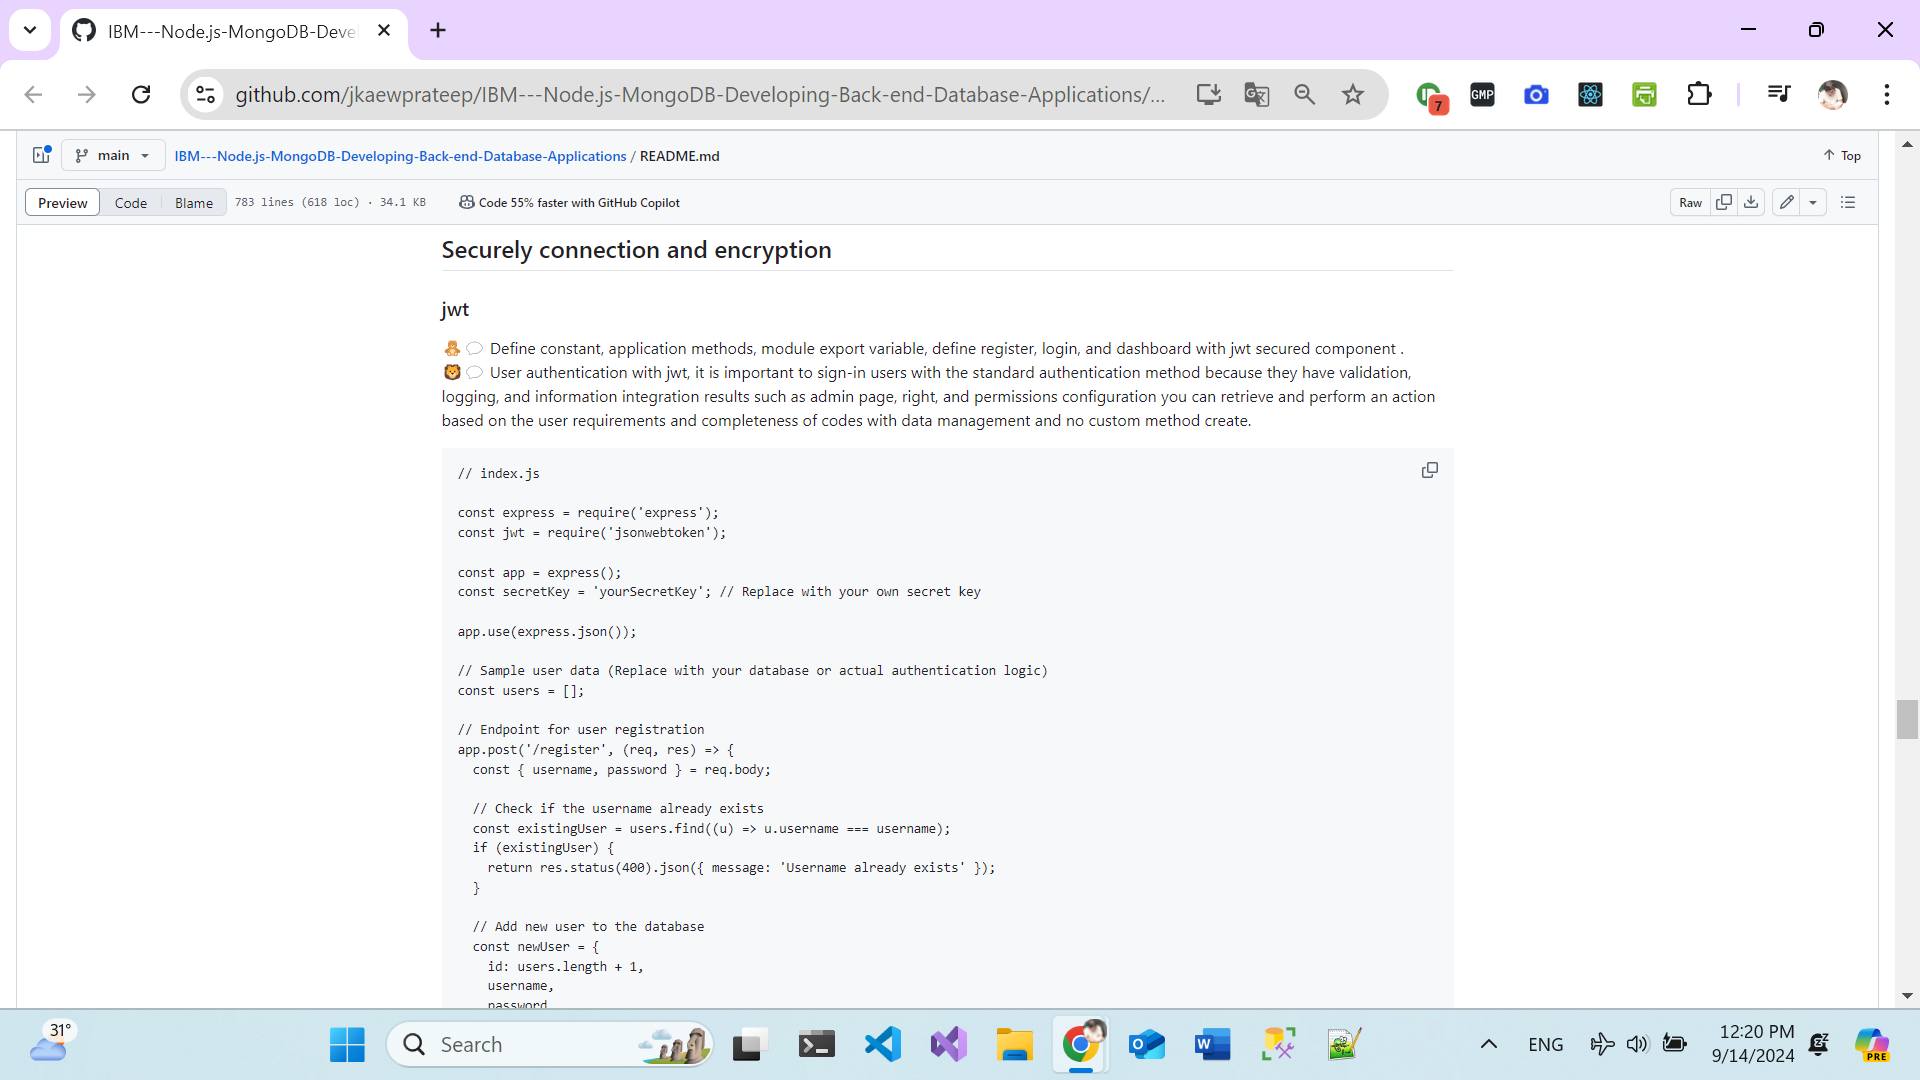 IBM---Node.js-MongoDB-Deve
github.com/jkaewprateep/IBM---Node.js-MongoDB-Developing-Back-end-Database-Applications/...
7
GMP
main
IBM---Node.js-MongoDB-Developing-Back-end-Database-Applications / README.md
Top
Preview Code Blame 783 lines (618 loc) · 34.1 KB Code 55% faster with GitHub Copilot Raw
Securely connection and encryption
jwt
Define constant, application methods, module export variable, define register, login, and dashboard with jwt secured component .
User authentication with jwt, it is important to sign-in users with the standard authentication method because they have validation,
logging, and information integration results such as admin page, right, and permissions configuration you can retrieve and perform an action
based on the user requirements and completeness of codes with data management and no custom method create.
// index.js
const express = require('express');
const jwt = require('jsonwebtoken');
const app = express();
const secretKey = 'yourSecretKey'; // Replace with your own secret key
app.use(express.json());
// Sample user data (Replace with your database or actual authentication logic)
const users = [];
// Endpoint for user registration
app.post('/register', (req, res) => {
const { username, password } = req.body;
// Check if the username already exists
const existingUser = users.find((u) => u.username === username);
if (existingUser) {
return res.status(400).json({ message: 'Username already exists' });
}
// Add new user to the database
const newUser = {
id: users.length + 1,
username,
password
31°
Search
ENG
12:20 PM
9/14/2024
PRE